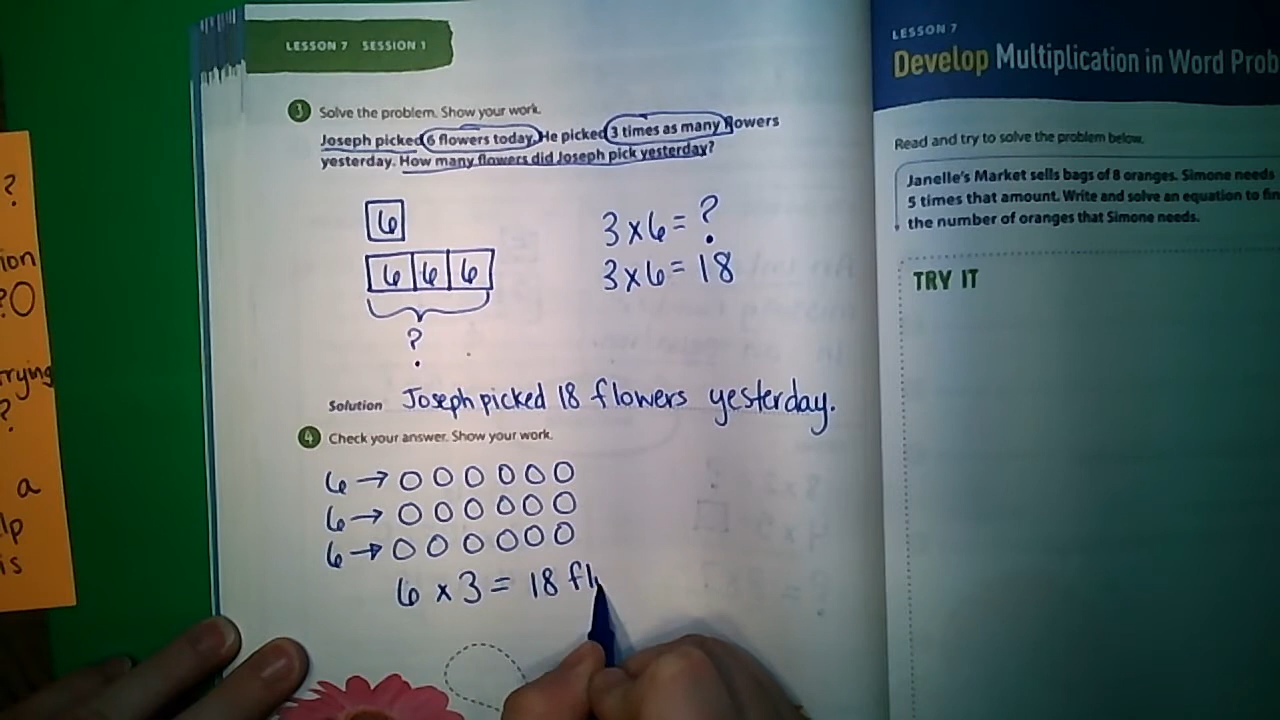 ?
ion
?O
rrying
?
a
lp
is
LESSON 7 SESSION 1
3 Solve the problem. Show your work.
Joseph picked 6 flowers today. He picked 3 times as many flowers
yesterday. How many flowers did Joseph pick yesterday?
6
6 6 6
?
3 x 6 = ?
3 x 6 = 18
Solution Joseph picked 18 flowers yesterday.
4 Check your answer. Show your work.
6 → O O O O O O
6 → O O O O O O
6 → O O O O O O
6 x 3 = 18 fl
LESSON 7
Develop Multiplication in Word Prob
Read and try to solve the problem below.
Janelle's Market sells bags of 8 oranges. Simone needs
5 times that amount. Write and solve an equation to fin
the number of oranges that Simone needs.
TRY IT